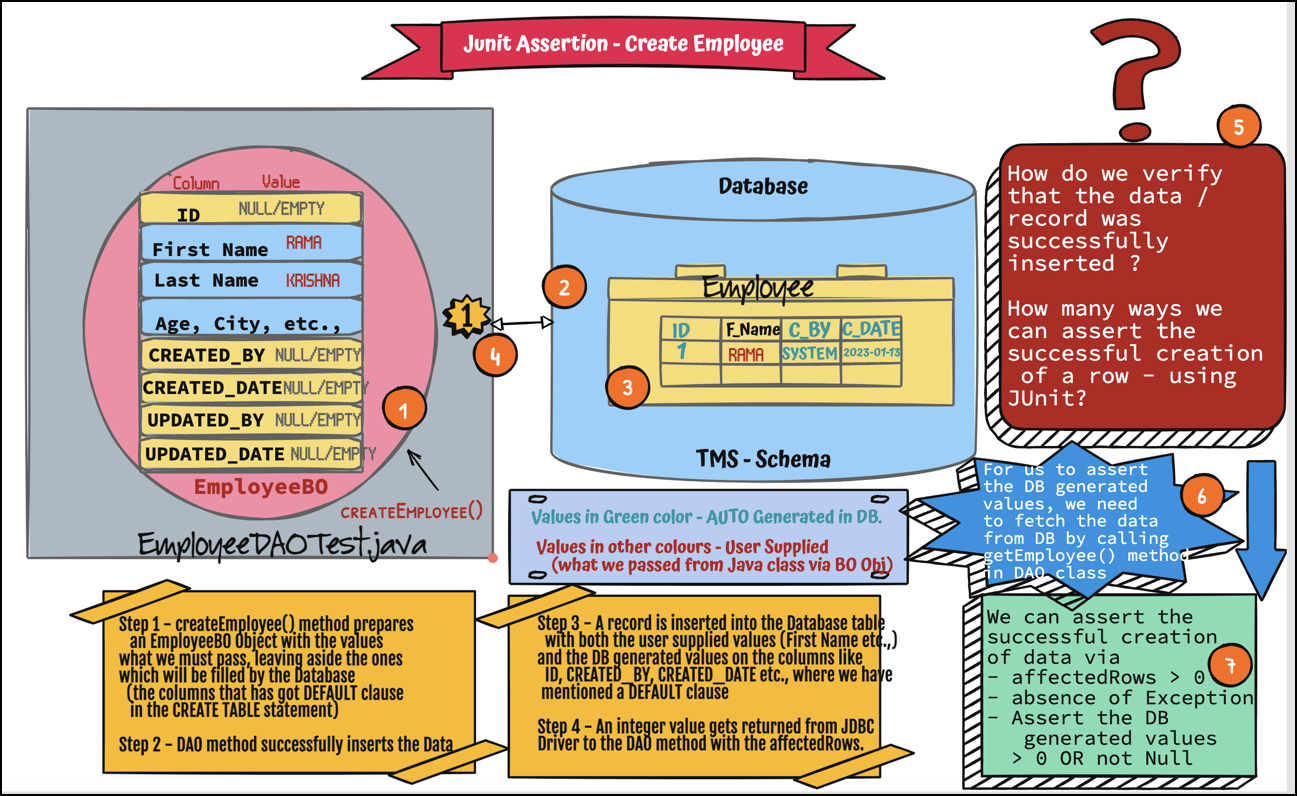 Junit Assertion - Create Employee
Column Value
ID NULL/EMPTY
First Name RAMA
Last Name KRISHNA
Age, City, etc.,
CREATED_BY NULL/EMPTY
CREATED_DATE NULL/EMPTY
UPDATED_BY NULL/EMPTY
UPDATED_DATE NULL/EMPTY
EmployeeBO
1
CREATEEMPLOYEE()
EmployeeDAOTest.java
1
4
2
Database
Employee
ID F_Name C_BY C_DATE
1 RAMA SYSTEM 2023-01-13
3
TMS - Schema
Values in Green color - AUTO Generated in DB.
Values in other colours - User Supplied
(what we passed from Java class via BO Obj)
Step 1 - createEmployee() method prepares
an EmployeeBO Object with the values
what we must pass, leaving aside the ones
which will be filled by the Database
(the columns that has got DEFAULT clause
in the CREATE TABLE statement)
Step 2 - DAO method successfully inserts the Data
Step 3 - A record is inserted into the Database table
with both the user supplied values (First Name etc.,)
and the DB generated values on the columns like
ID, CREATED_BY, CREATED_DATE etc., where we have
mentioned a DEFAULT clause
Step 4 - An integer value gets returned from JDBC
Driver to the DAO method with the affectedRows.
?
5
How do we verify
that the data /
record was
successfully
inserted ?
How many ways we
can assert the
successful creation
of a row - using
JUnit?
6
For us to assert
the DB generated
values, we need
to fetch the data
from DB by calling
getEmployee() method
in DAO class
7
We can assert the
successful creation
of data via
- affectedRows > 0
- absence of Exception
- Assert the DB
generated values
> 0 OR not Null